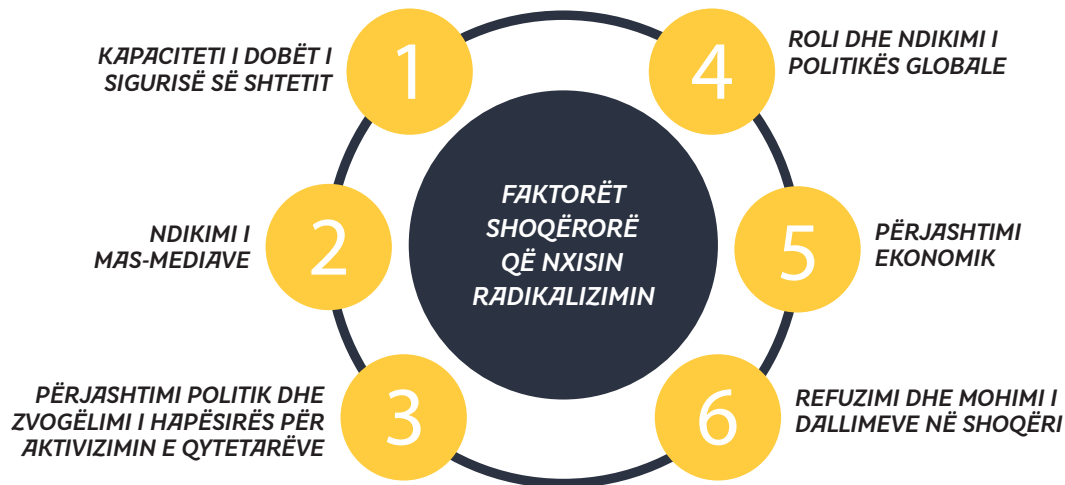 FAKTORËT
SHOQËRORË
QË NXISIN
RADIKALIZIMIN
1
KAPACITETI I DOBËT I
SIGURISË SË SHTETIT
2
NDIKIMI I
MAS-MEDIAVE
3
PËRJASHTIMI POLITIK DHE
ZVOGËLIMI I HAPËSIRËS PËR
AKTIVIZIMIN E QYTETARËVE
4
ROLI DHE NDIKIMI I
POLITIKËS GLOBALE
5
PËRJASHTIMI
EKONOMIK
6
REFUZIMI DHE MOHIMI I
DALLIMEVE NË SHOQËRI